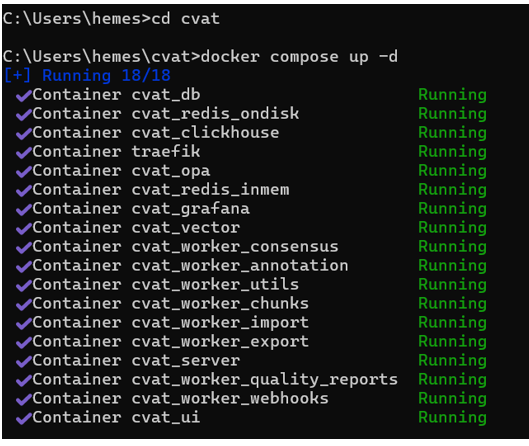 C:\Users\hemes>cd cvat
C:\Users\hemes\cvat>docker compose up -d
[+] Running 18/18
✔Container cvat_db Running
✔Container cvat_redis_ondisk Running
✔Container cvat_clickhouse Running
✔Container traefik Running
✔Container cvat_opa Running
✔Container cvat_redis_inmem Running
✔Container cvat_grafana Running
✔Container cvat_vector Running
✔Container cvat_worker_consensus Running
✔Container cvat_worker_annotation Running
✔Container cvat_worker_utils Running
✔Container cvat_worker_chunks Running
✔Container cvat_worker_import Running
✔Container cvat_worker_export Running
✔Container cvat_server Running
✔Container cvat_worker_quality_reports Running
✔Container cvat_worker_webhooks Running
✔Container cvat_ui Running